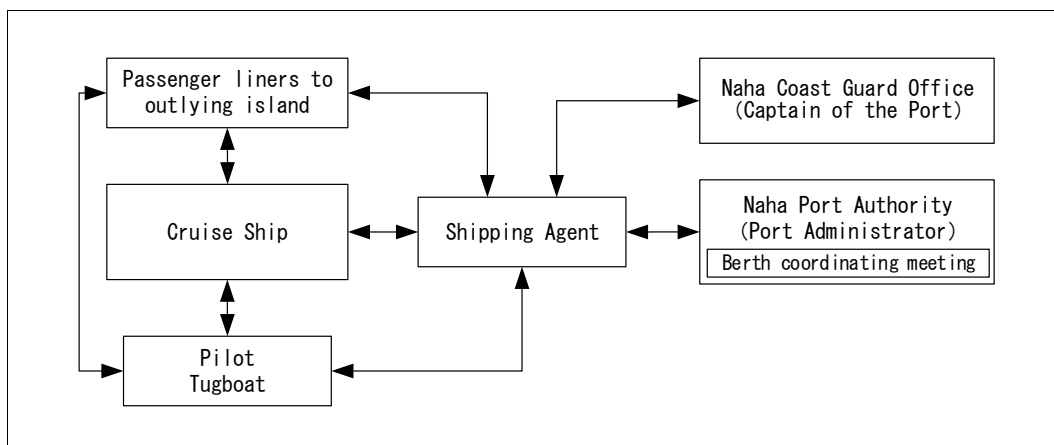 Passenger liners to
outlying island
Naha Coast Guard Office
(Captain of the Port)
Cruise Ship
Shipping Agent
Naha Port Authority
(Port Administrator)
Berth coordinating meeting
Pilot
Tugboat